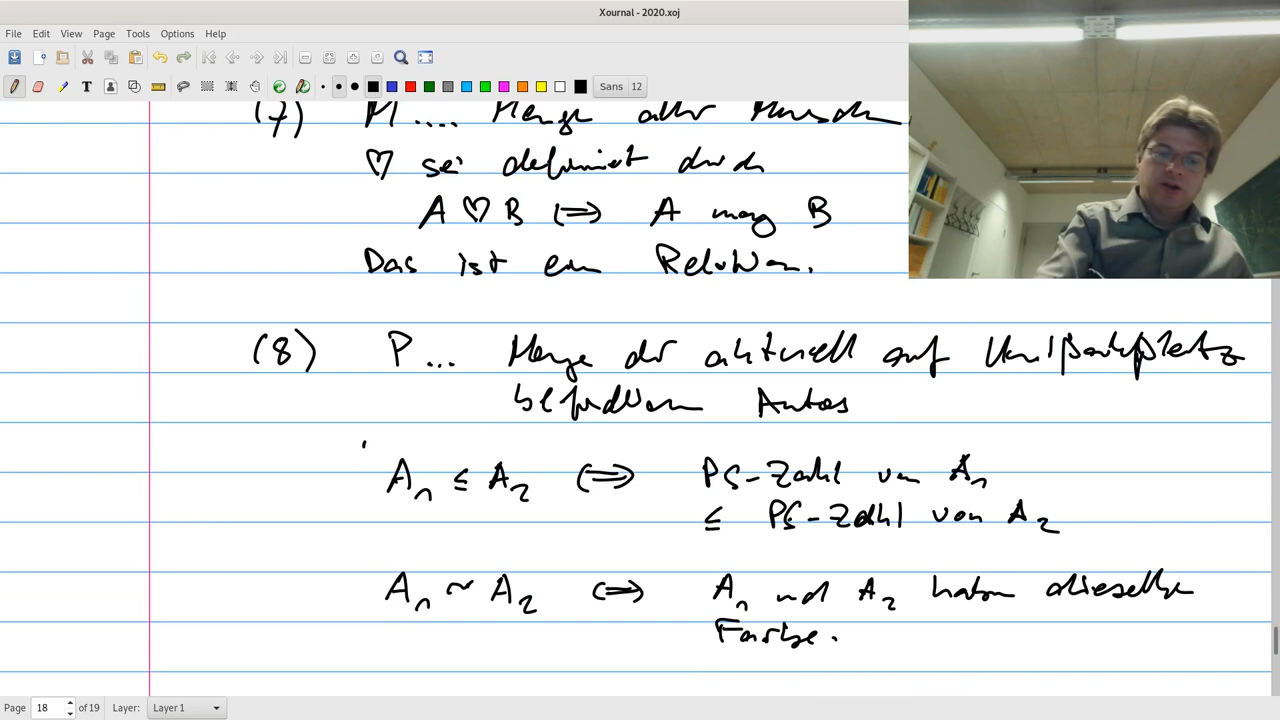 Xournal - 2020.xoj
File Edit View Page Tools Options Help
T
Sans 12
(7) M .... Menge aller Menschen
♡ sei definiert durch
A ♡ B ⟺ A mag B
Das ist ein Relation.
(8) P... Menge der aktuell auf Uniparkplatz
befindlichen Autos
A₁ ≤ A₂ ⟺ PS-Zahl von A₁
≤ PS-Zahl von A₂
A₁ ~ A₂ ⟺ A₁ und A₂ haben dieselbe
Farbe.
Page 18 of 19 Layer: Layer 1